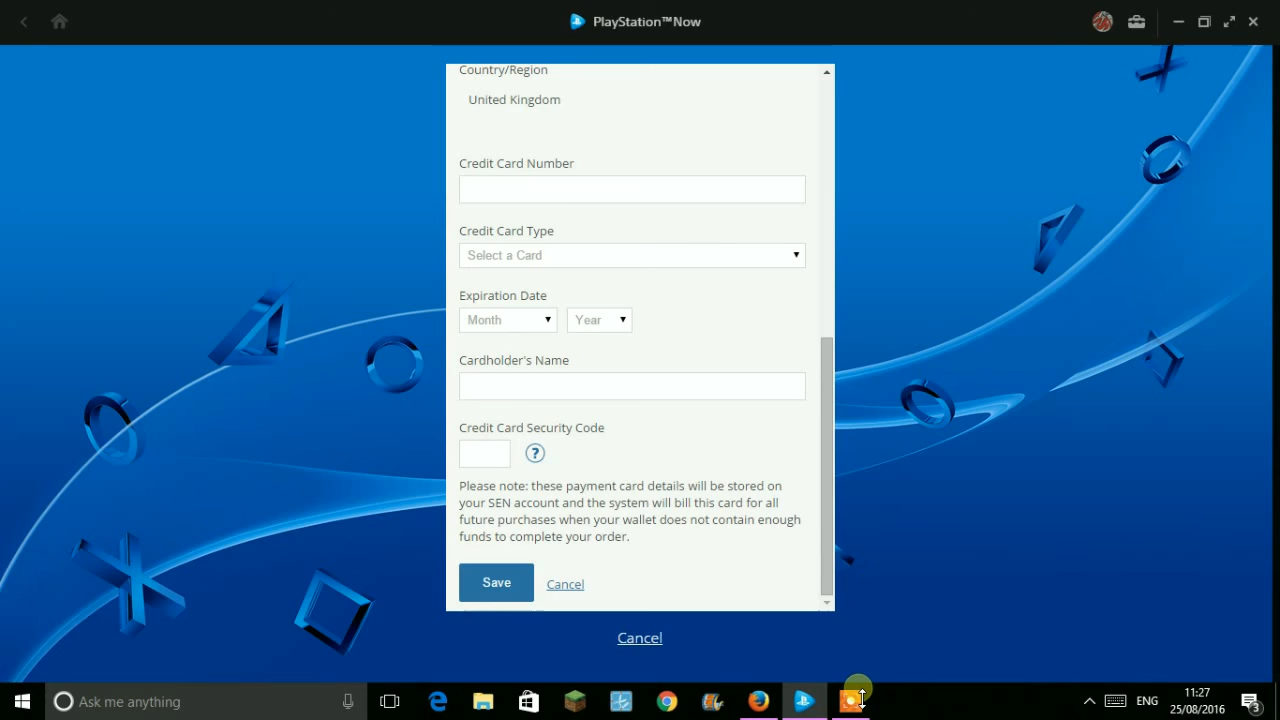 PlayStation™Now
Country/Region
United Kingdom
Credit Card Number
Credit Card Type
Select a Card
Expiration Date
Month Year
Cardholder's Name
Credit Card Security Code
?
Please note: these payment card details will be stored on
your SEN account and the system will bill this card for all
future purchases when your wallet does not contain enough
funds to complete your order.
Save Cancel
Cancel
Ask me anything
ENG
11:27
25/08/2016
3